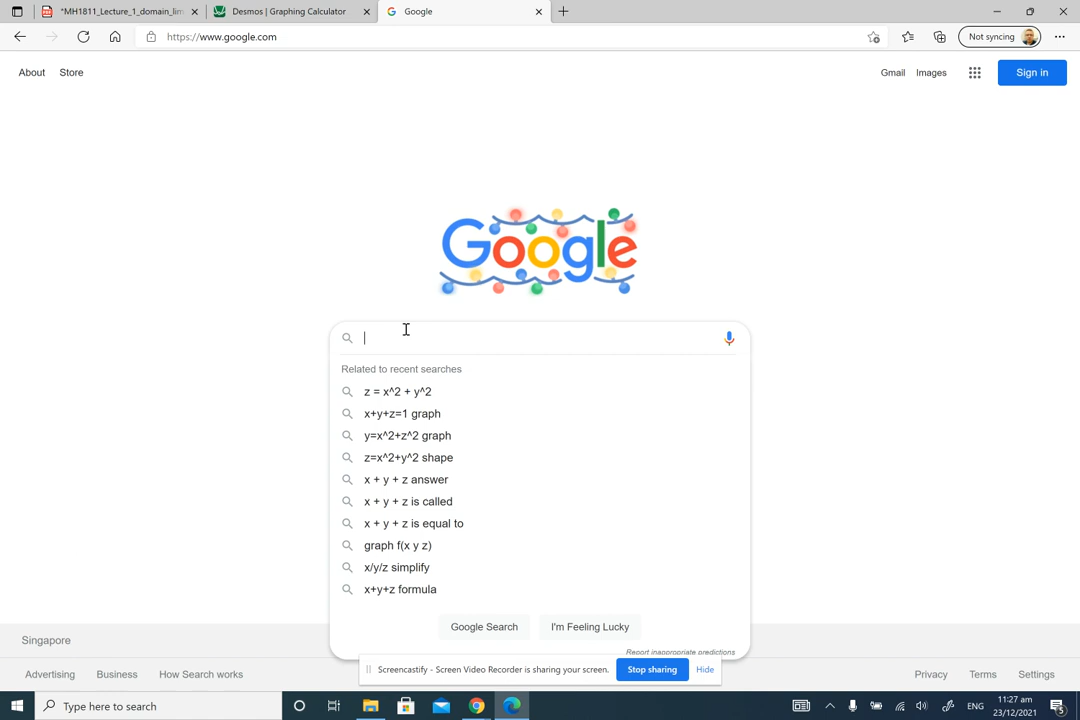 *MH1811_Lecture_1_domain_lim
Desmos | Graphing Calculator
Google
https://www.google.com
Not syncing
About Store
Gmail Images
Sign in
Google
Related to recent searches
z = x^2 + y^2
x+y+z=1 graph
y=x^2+z^2 graph
z=x^2+y^2 shape
x + y + z answer
x + y + z is called
x + y + z is equal to
graph f(x y z)
x/y/z simplify
x+y+z formula
Google Search I'm Feeling Lucky
Report inappropriate predictions
Singapore
Screencastify - Screen Video Recorder is sharing your screen. Stop sharing Hide
Advertising Business How Search works
Privacy Terms Settings
Type here to search
ENG
11:27 am
23/12/2021
5